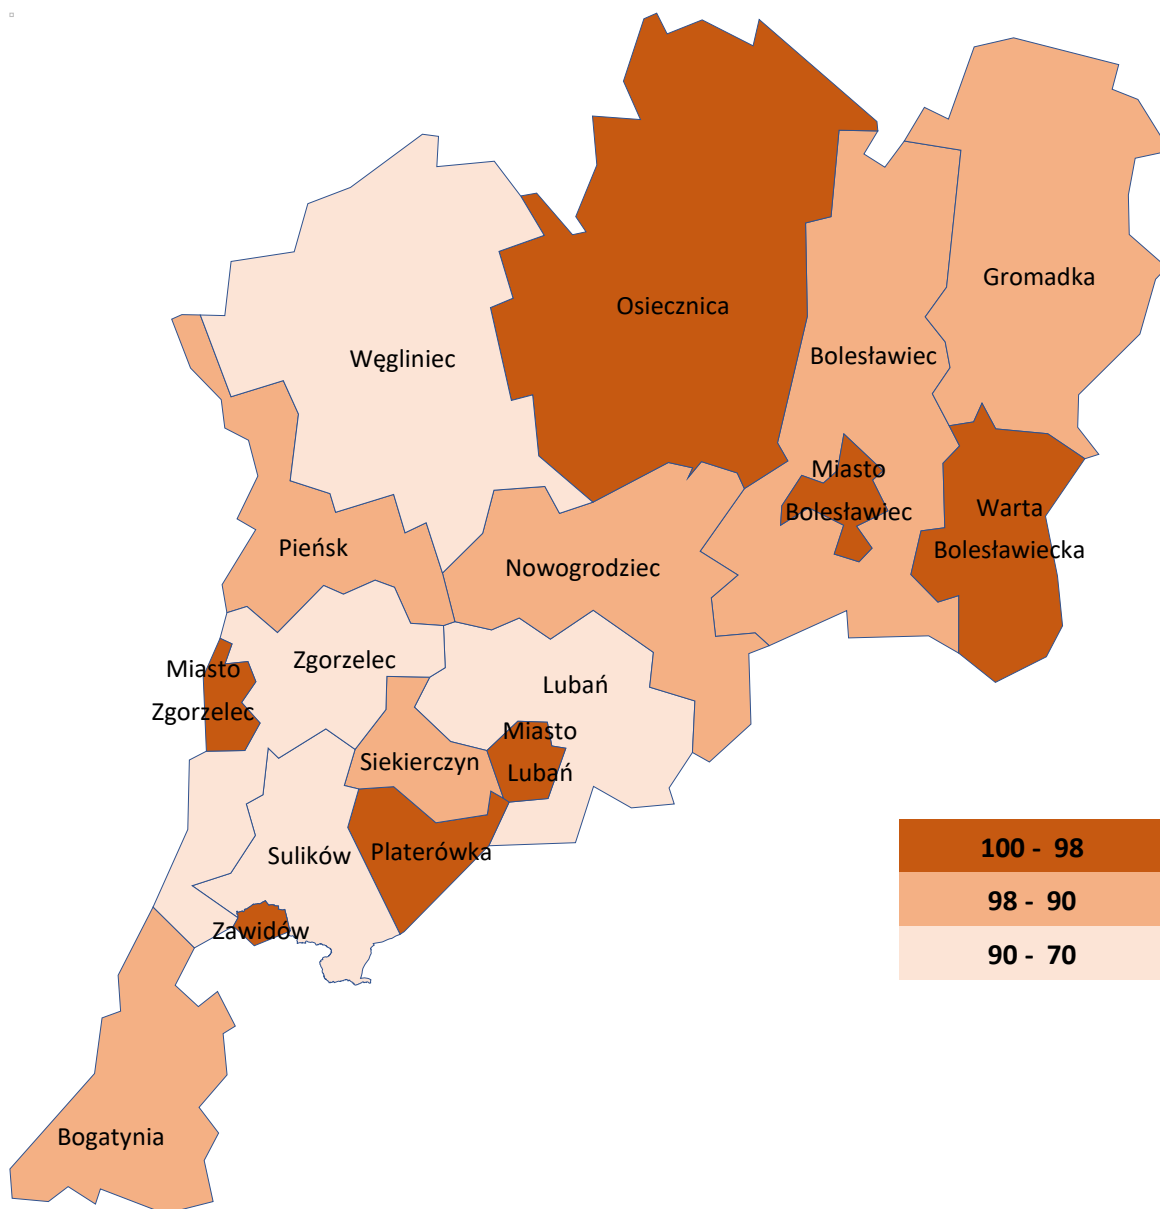 Gromadka
Osiecznica
Bolesławiec
Węgliniec
Miasto
Bolesławiec
Warta
Bolesławiecka
Pieńsk
Nowogrodziec
Zgorzelec
Miasto
Zgorzelec
Lubań
Miasto
Lubań
Siekierczyn
Sulików
Platerówka
Zawidów
Bogatynia
100 - 98
98 - 90
90 - 70